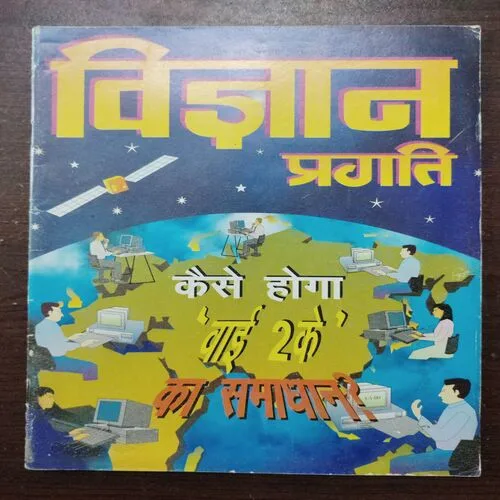 विज्ञान
प्रगति
कैसे होगा
'वाई 2के'
का समाधान?